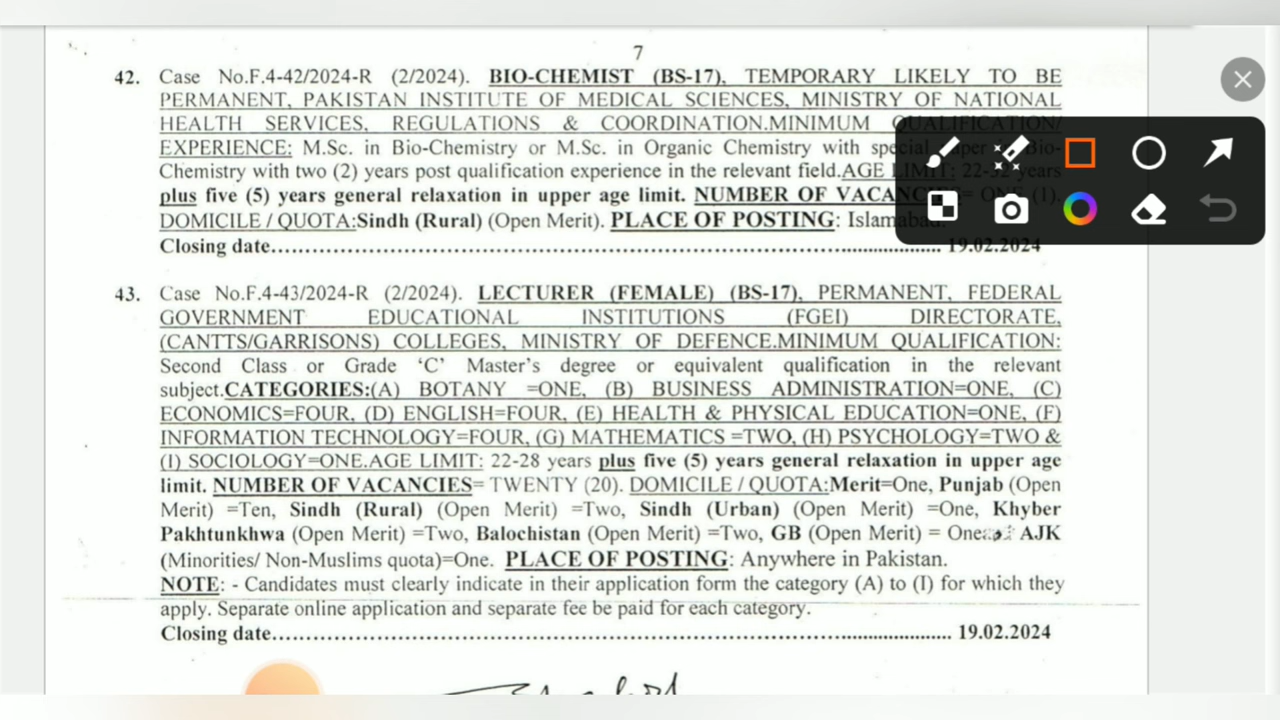 7
42. Case No.F.4-42/2024-R (2/2024). BIO-CHEMIST (BS-17), TEMPORARY LIKELY TO BE
PERMANENT, PAKISTAN INSTITUTE OF MEDICAL SCIENCES, MINISTRY OF NATIONAL
HEALTH SERVICES, REGULATIONS & COORDINATION.MINIMUM QUALIFICATION/
EXPERIENCE: M.Sc. in Bio-Chemistry or M.Sc. in Organic Chemistry with special paper Bio-
Chemistry with two (2) years post qualification experience in the relevant field.AGE LIMIT: 22-32 years
plus five (5) years general relaxation in upper age limit. NUMBER OF VACANCIES= ONE (1).
DOMICILE / QUOTA:Sindh (Rural) (Open Merit). PLACE OF POSTING: Islamabad.
Closing date.......................................................................................................... 19.02.2024
43. Case No.F.4-43/2024-R (2/2024). LECTURER (FEMALE) (BS-17), PERMANENT, FEDERAL
GOVERNMENT EDUCATIONAL INSTITUTIONS (FGEI) DIRECTORATE,
(CANTTS/GARRISONS) COLLEGES, MINISTRY OF DEFENCE.MINIMUM QUALIFICATION:
Second Class or Grade ‘C’ Master’s degree or equivalent qualification in the relevant
subject.CATEGORIES:(A) BOTANY =ONE, (B) BUSINESS ADMINISTRATION=ONE, (C)
ECONOMICS=FOUR, (D) ENGLISH=FOUR, (E) HEALTH & PHYSICAL EDUCATION=ONE, (F)
INFORMATION TECHNOLOGY=FOUR, (G) MATHEMATICS =TWO, (H) PSYCHOLOGY=TWO &
(I) SOCIOLOGY=ONE.AGE LIMIT: 22-28 years plus five (5) years general relaxation in upper age
limit. NUMBER OF VACANCIES= TWENTY (20). DOMICILE / QUOTA:Merit=One, Punjab (Open
Merit) =Ten, Sindh (Rural) (Open Merit) =Two, Sindh (Urban) (Open Merit) =One, Khyber
Pakhtunkhwa (Open Merit) =Two, Balochistan (Open Merit) =Two, GB (Open Merit) = One AJK
(Minorities/ Non-Muslims quota)=One. PLACE OF POSTING: Anywhere in Pakistan.
NOTE: - Candidates must clearly indicate in their application form the category (A) to (I) for which they
apply. Separate online application and separate fee be paid for each category.
Closing date.......................................................................................................... 19.02.2024